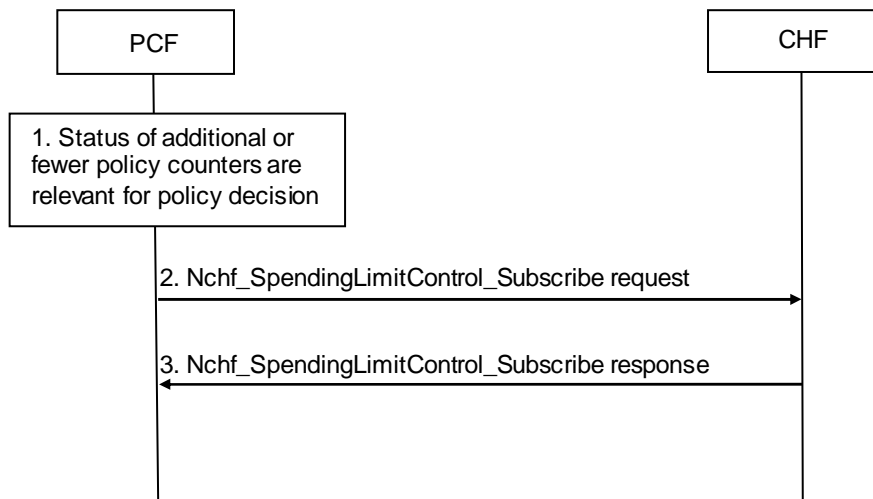 PCF
CHF
1. Status of additional or
fewer policy counters are
relevant for policy decision
2. Nchf_SpendingLimitControl_Subscribe request
3. Nchf_SpendingLimitControl_Subscribe response